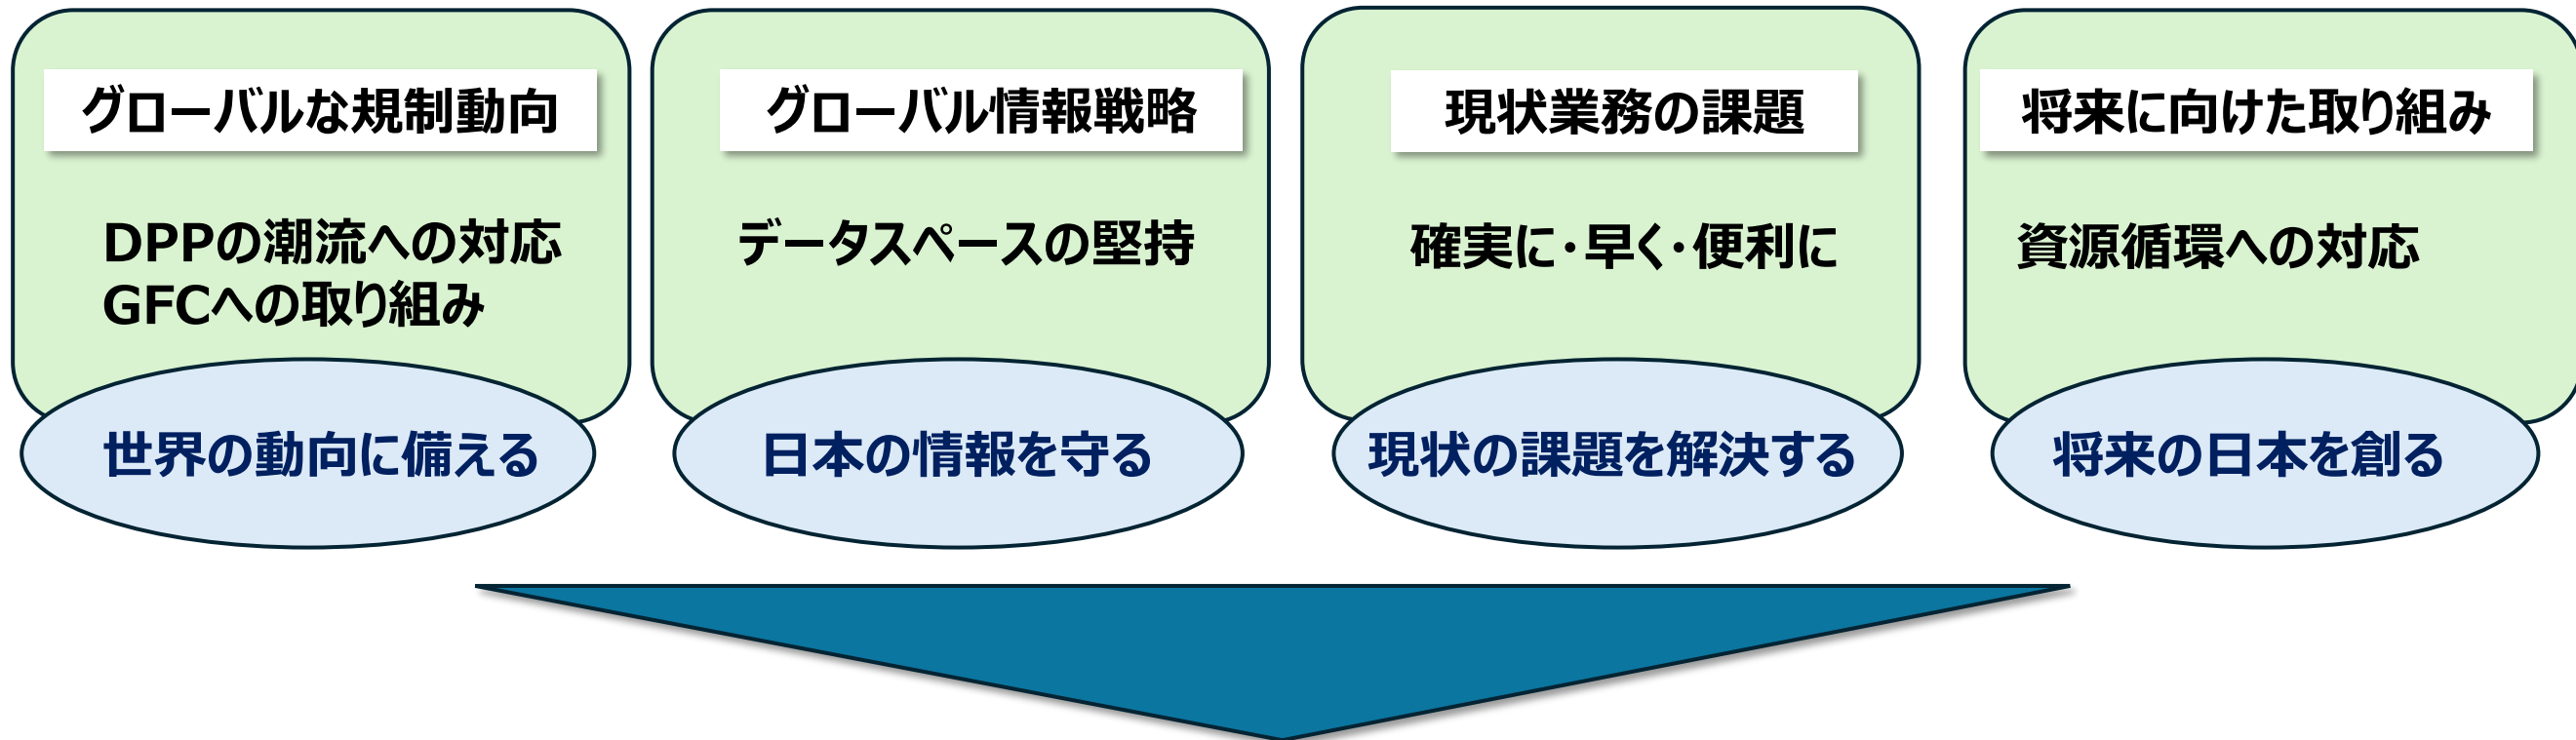 グローバルな規制動向
DPPの潮流への対応
GFCへの取り組み
世界の動向に備える
グローバル情報戦略
データスペースの堅持
日本の情報を守る
現状業務の課題
確実に・早く・便利に
現状の課題を解決する
将来に向けた取り組み
資源循環への対応
将来の日本を創る